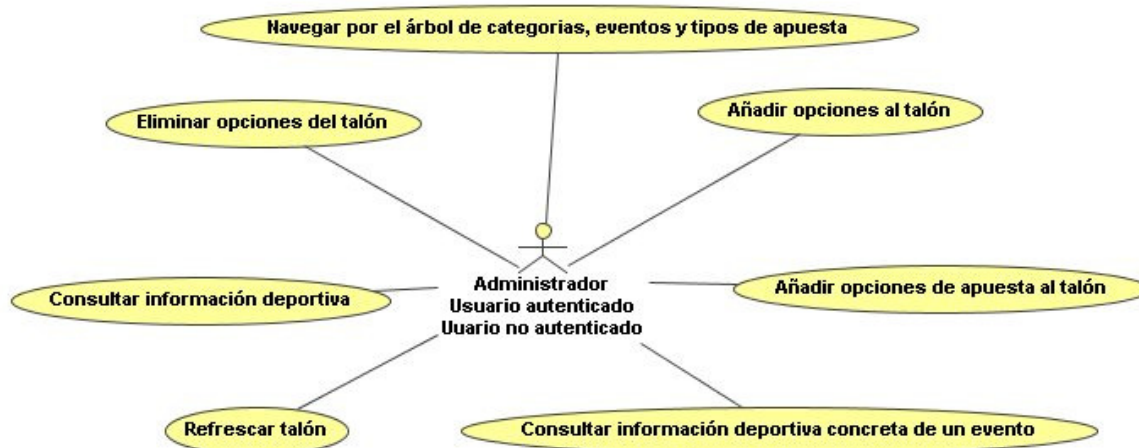 Navegar por el árbol de categorias, eventos y tipos de apuesta
Eliminar opciones del talón
Añadir opciones al talón
Administrador
Usuario autenticado
Uuario no autenticado
Consultar información deportiva
Añadir opciones de apuesta al talón
Refrescar talón
Consultar información deportiva concreta de un evento